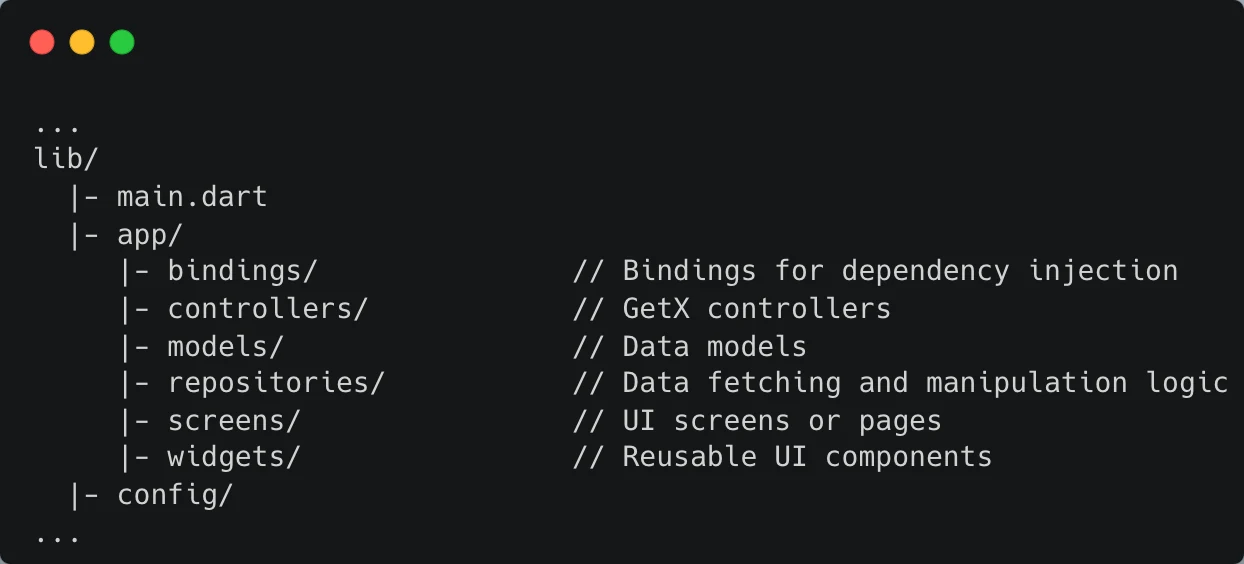 ...
lib/
  |- main.dart
  |- app/
     |- bindings/               // Bindings for dependency injection
     |- controllers/            // GetX controllers
     |- models/                 // Data models
     |- repositories/           // Data fetching and manipulation logic
     |- screens/                // UI screens or pages
     |- widgets/                // Reusable UI components
  |- config/
...